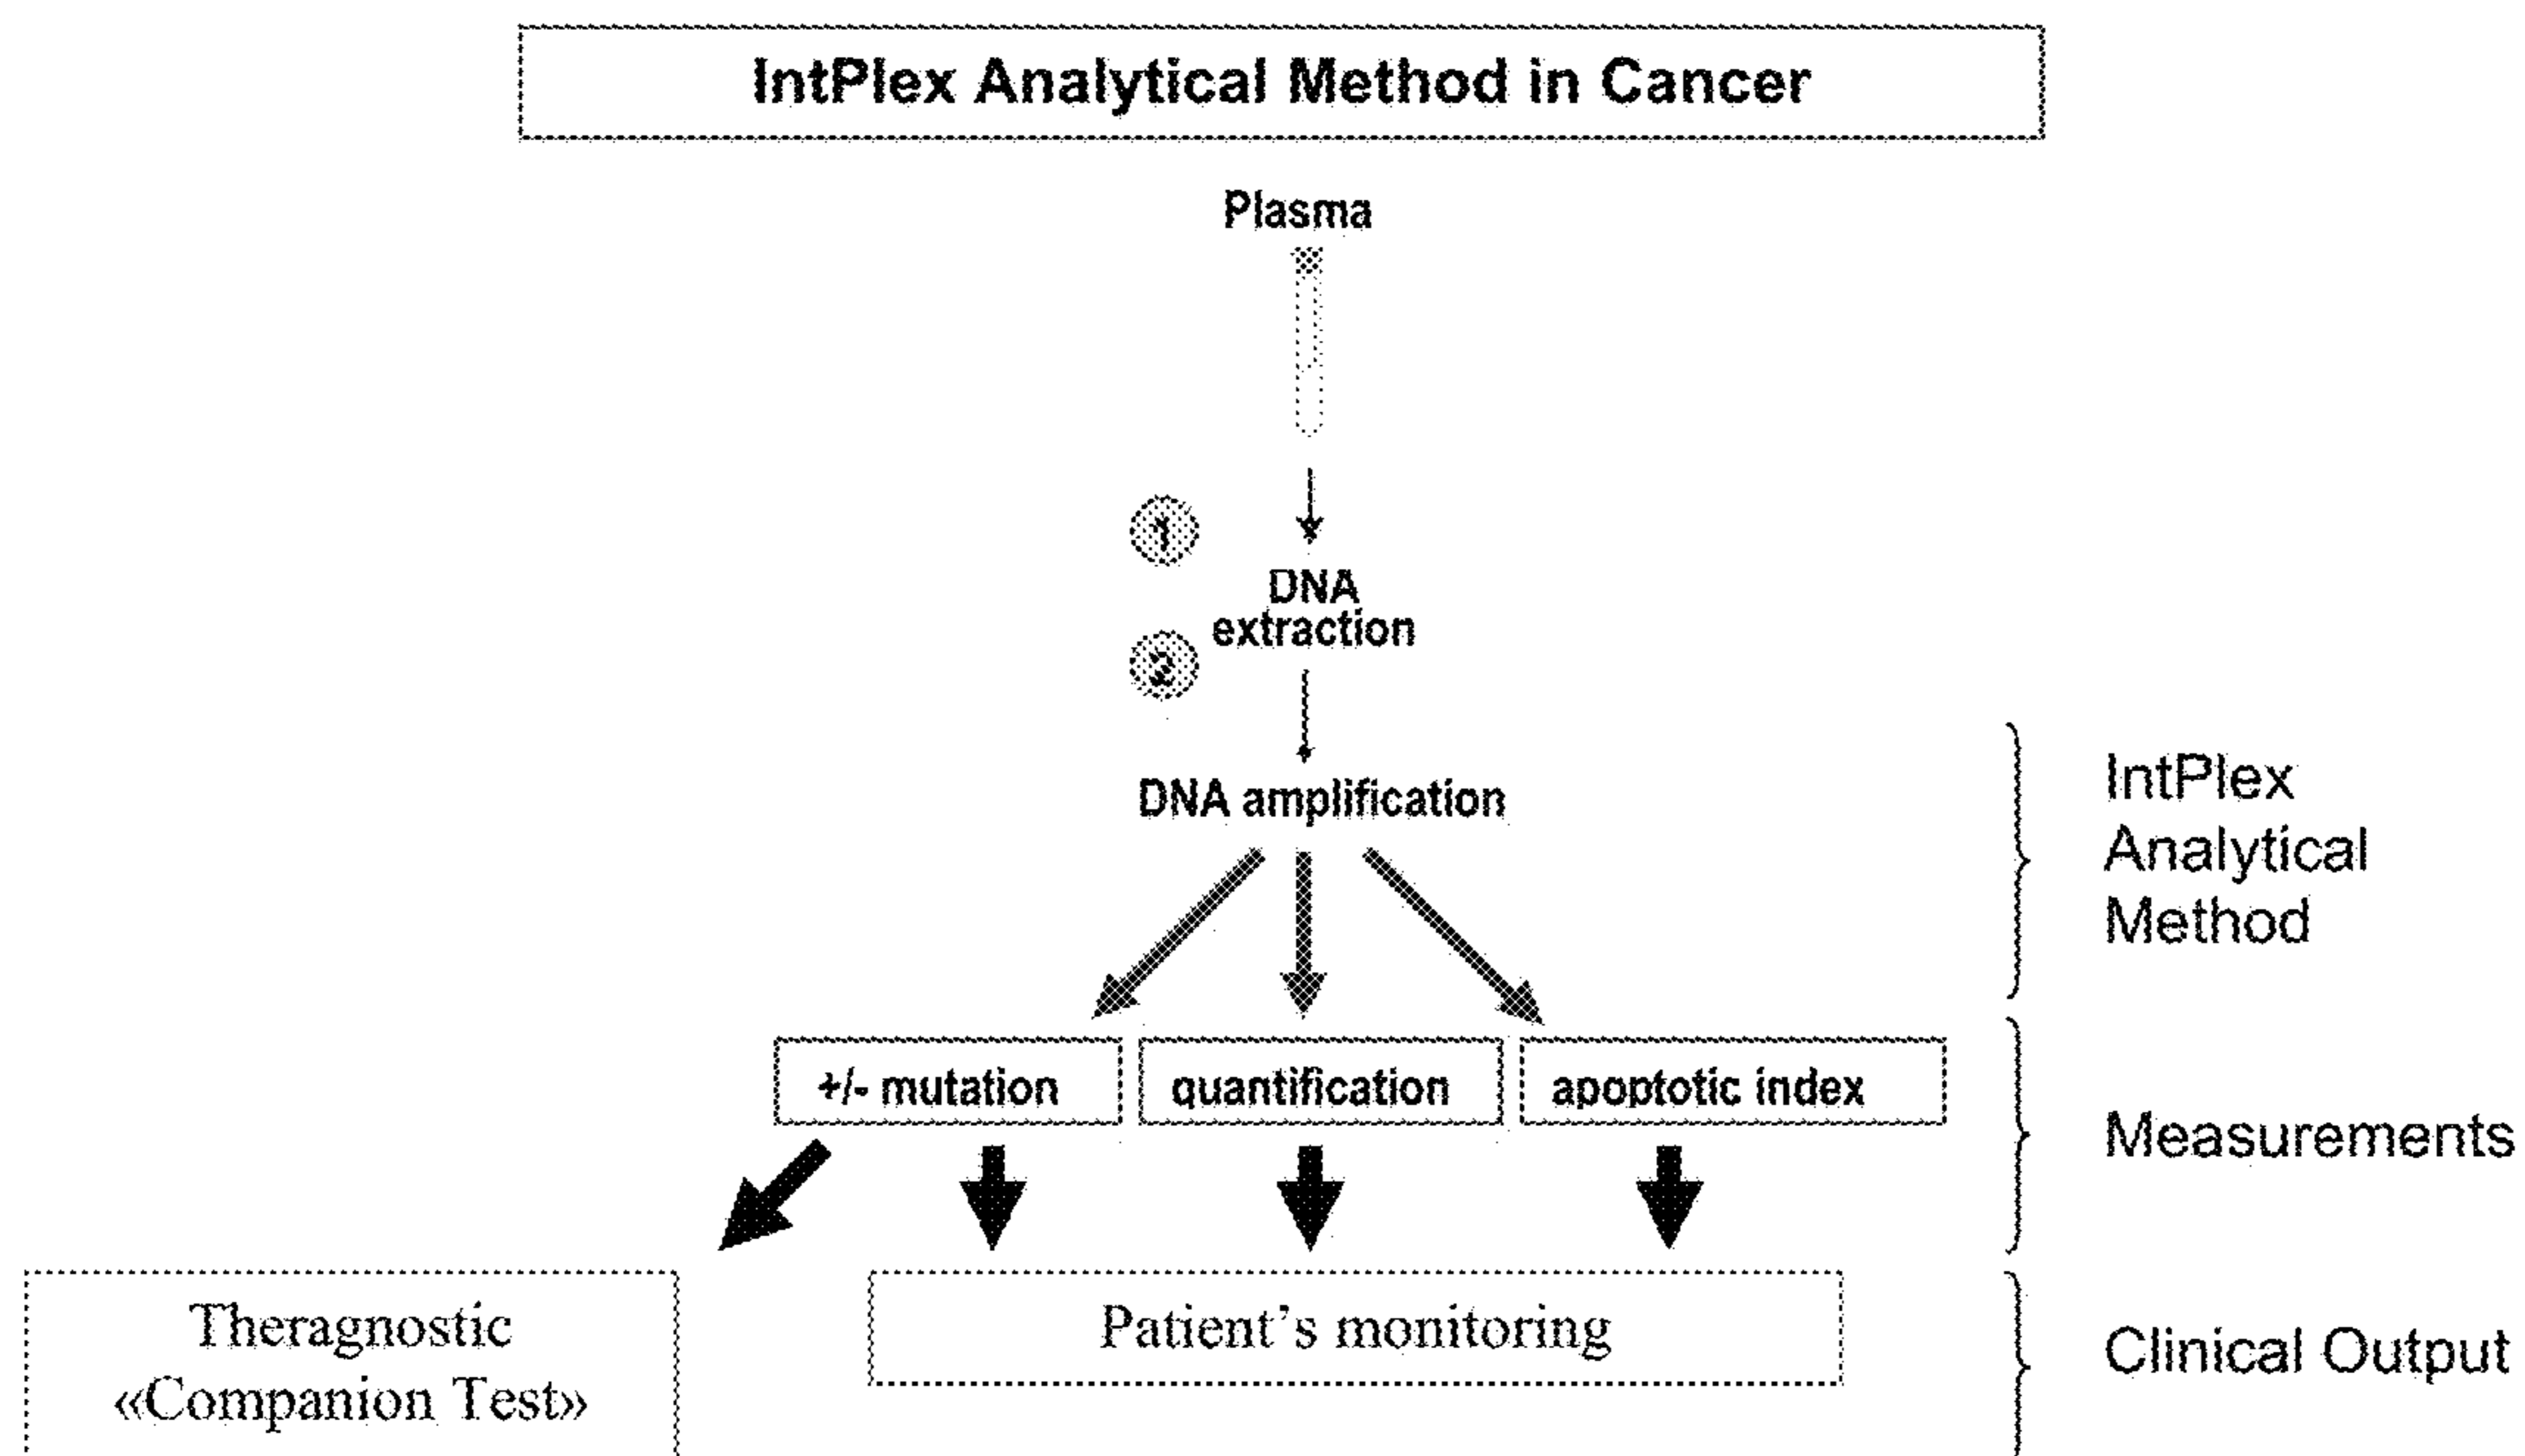 IntPlex Analytical Method in Cancer
Plasma
1
DNA
extraction
2
DNA amplification
IntPlex
Analytical
Method
+/- mutation
quantification
apoptotic index
Measurements
Theragnostic
«Companion Test»
Patient's monitoring
Clinical Output